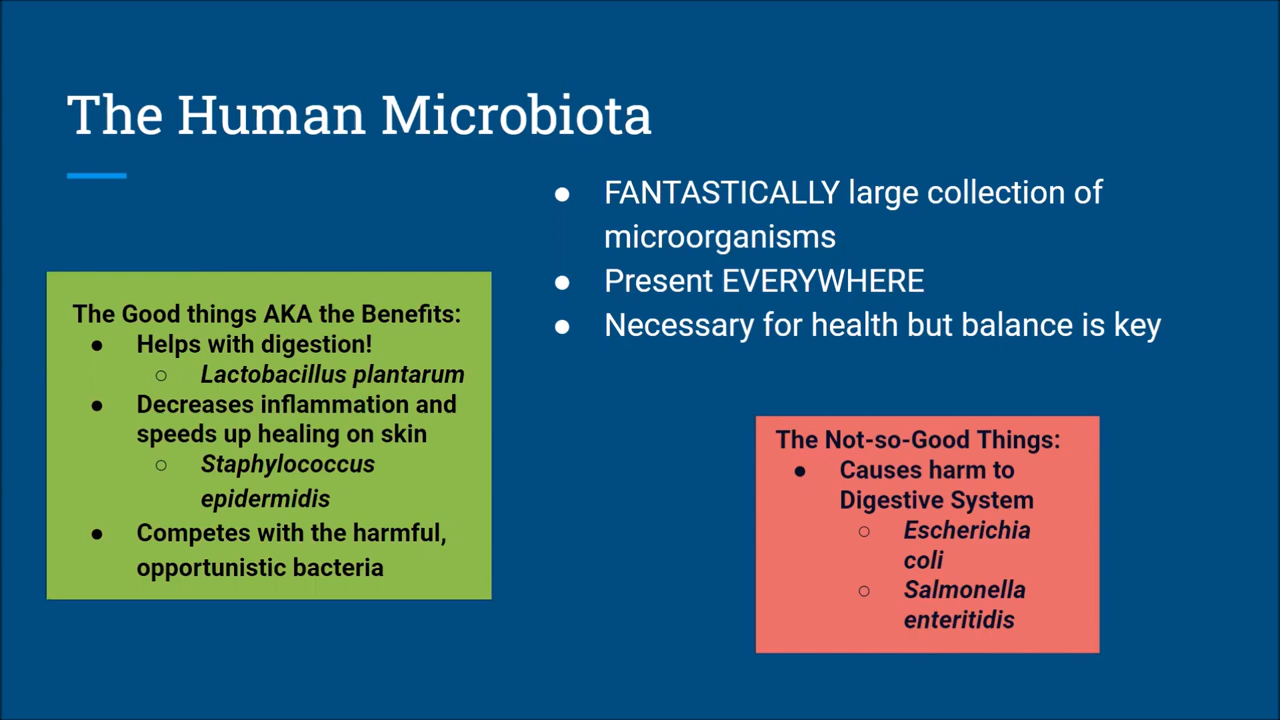 The Human Microbiota
● FANTASTICALLY large collection of
microorganisms
● Present EVERYWHERE
● Necessary for health but balance is key
The Good things AKA the Benefits:
● Helps with digestion!
○ Lactobacillus plantarum
● Decreases inflammation and
speeds up healing on skin
○ Staphylococcus
epidermidis
● Competes with the harmful,
opportunistic bacteria
The Not-so-Good Things:
● Causes harm to
Digestive System
○ Escherichia
coli
○ Salmonella
enteritidis